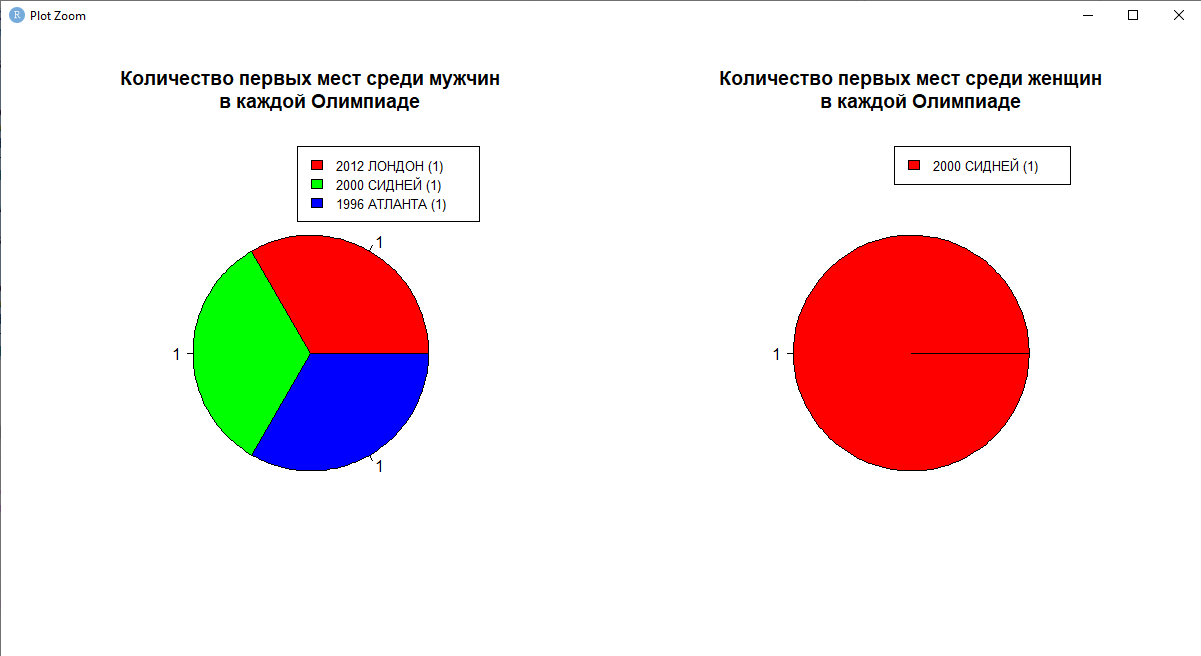 R Plot Zoom
Количество первых мест среди мужчин
в каждой Олимпиаде
2012 ЛОНДОН (1)
2000 СИДНЕЙ (1)
1996 АТЛАНТА (1)
1
1
1
Количество первых мест среди женщин
в каждой Олимпиаде
2000 СИДНЕЙ (1)
1